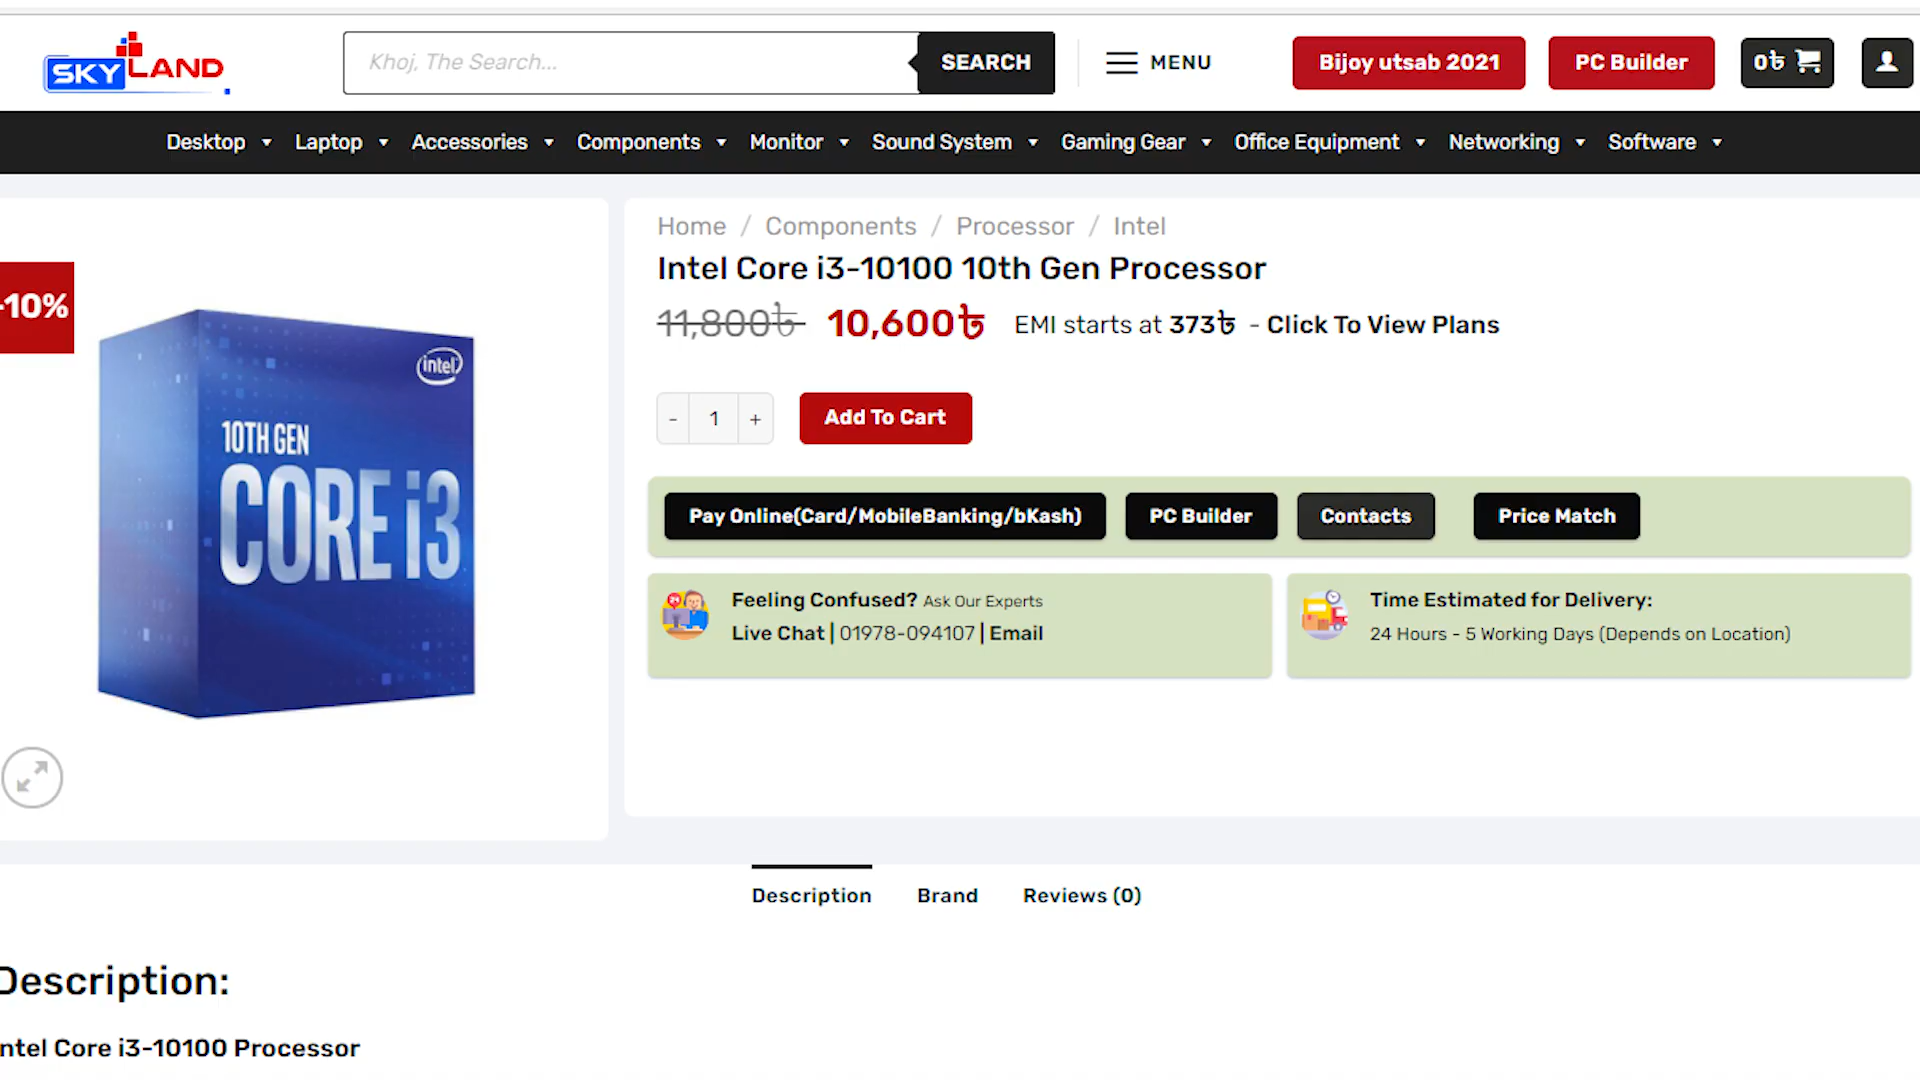 SKYLAND
Khoj, The Search...
SEARCH
MENU
Bijoy utsab 2021
PC Builder
0৳
Desktop Laptop Accessories Components Monitor Sound System Gaming Gear Office Equipment Networking Software
-10%
intel
10TH GEN
CORE i3
Home / Components / Processor / Intel
Intel Core i3-10100 10th Gen Processor
11,800৳ 10,600৳ EMI starts at 373৳ - Click To View Plans
- 1 + Add To Cart
Pay Online(Card/MobileBanking/bKash) PC Builder Contacts Price Match
Feeling Confused? Ask Our Experts
Live Chat | 01978-094107 | Email
Time Estimated for Delivery:
24 Hours - 5 Working Days (Depends on Location)
Description Brand Reviews (0)
Description:
ntel Core i3-10100 Processor